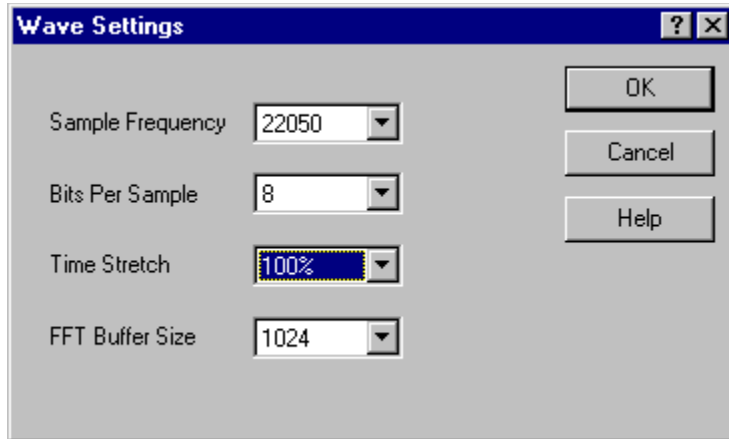 Wave Settings
?
Sample Frequency 22050
Bits Per Sample 8
Time Stretch 100%
FFT Buffer Size 1024
OK
Cancel
Help